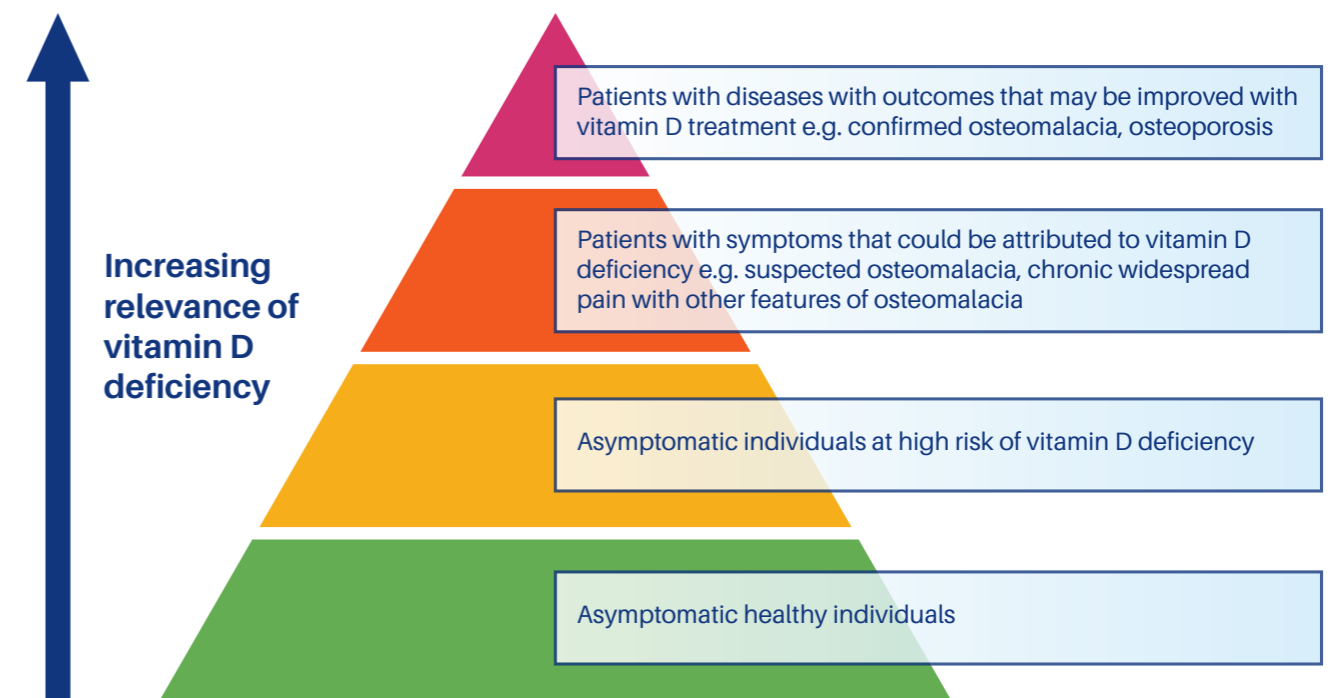 Patients with diseases with outcomes that may be improved with
vitamin D treatment e.g. confirmed osteomalacia, osteoporosis
Patients with symptoms that could be attributed to vitamin D
deficiency e.g. suspected osteomalacia, chronic widespread
pain with other features of osteomalacia
Increasing
relevance of
vitamin D
deficiency
Asymptomatic individuals at high risk of vitamin D deficiency
Asymptomatic healthy individuals